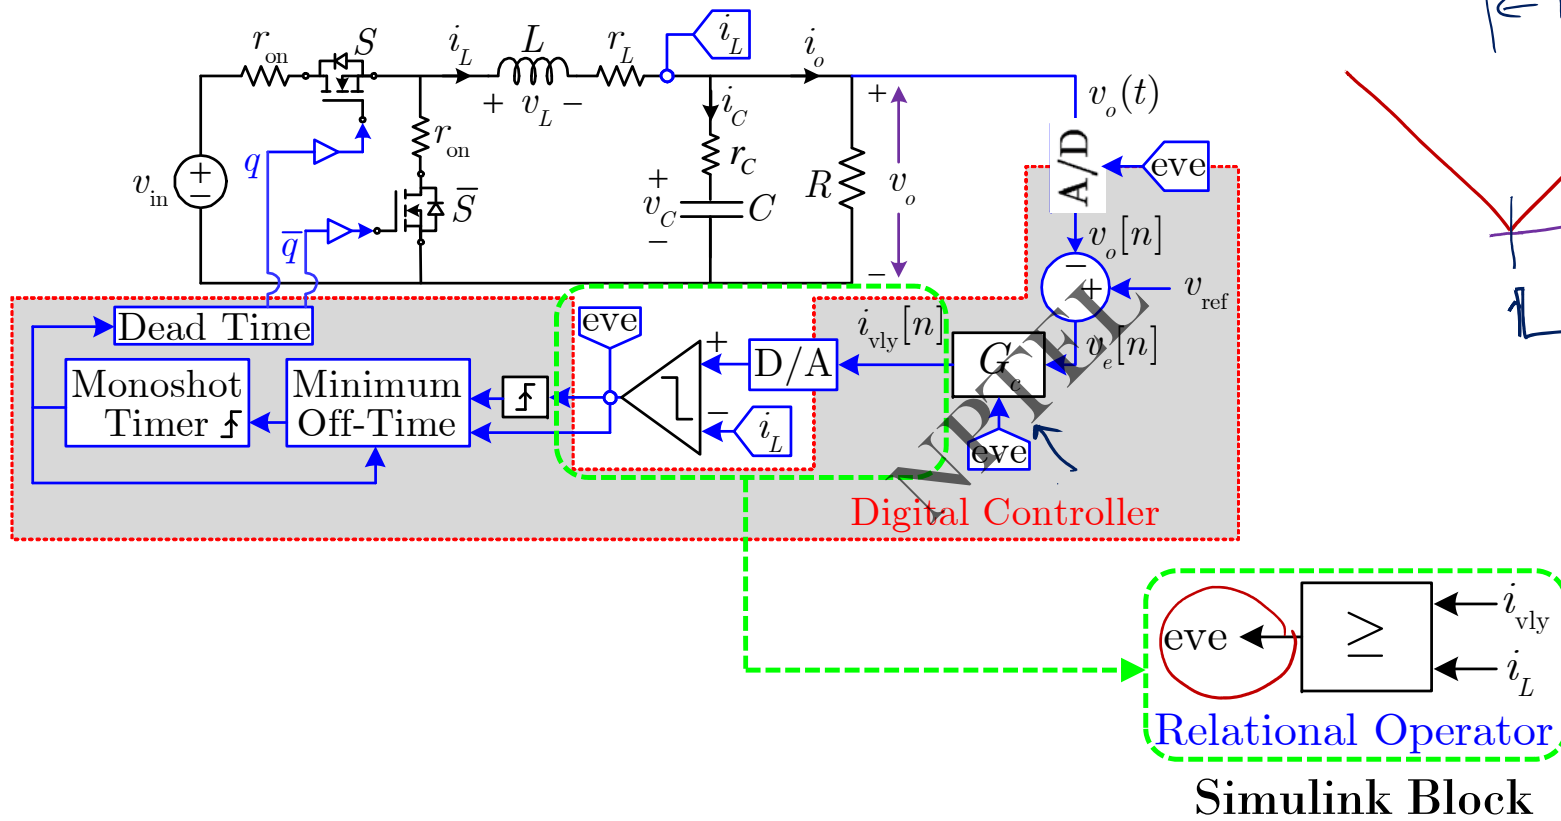 r_on
S
i_L
L
r_L
i_L
i_o
+ v_L −
i_C
+
v_o(t)
q
r_on
r_C
A/D
eve
v_in
+
−
S̅
+
v_C
−
C
R
v_o
q̅
v_o[n]
−
+
v_ref
−
Dead Time
eve
i_vly[n]
v_e[n]
+
D/A
G_c
Monoshot
Timer
Minimum
Off-Time
−
i_L
eve
NPTEL
Digital Controller
eve
≥
i_vly
i_L
Relational Operator
Simulink Block